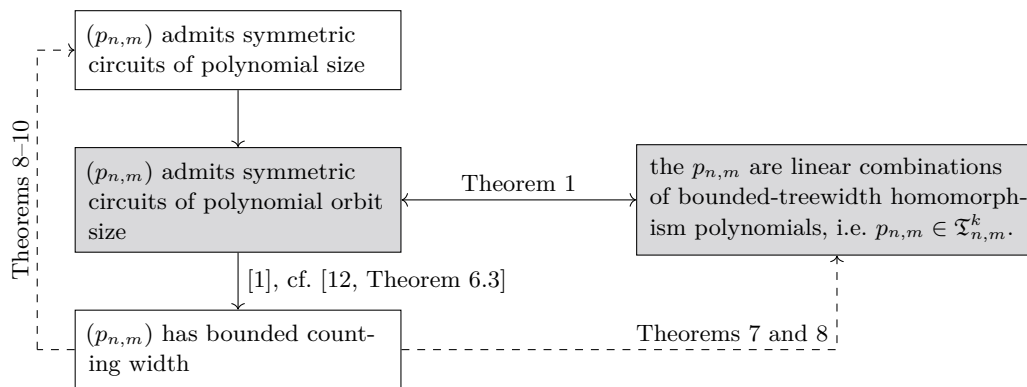 (p_{n,m}) admits symmetric
circuits of polynomial size
Theorems 8–10
(p_{n,m}) admits symmetric
circuits of polynomial orbit
size
Theorem 1
the p_{n,m} are linear combinations
of bounded-treewidth homomorph-
ism polynomials, i.e. p_{n,m} ∈ 𝔗^k_{n,m}.
[1], cf. [12, Theorem 6.3]
(p_{n,m}) has bounded count-
ing width
Theorems 7 and 8